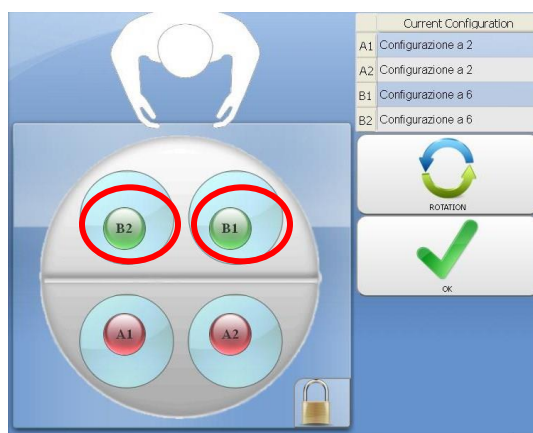 Current Configuration
A1 Configurazione a 2
A2 Configurazione a 2
B1 Configurazione a 6
B2 Configurazione a 6
ROTATION
OK
B2 B1
A1 A2